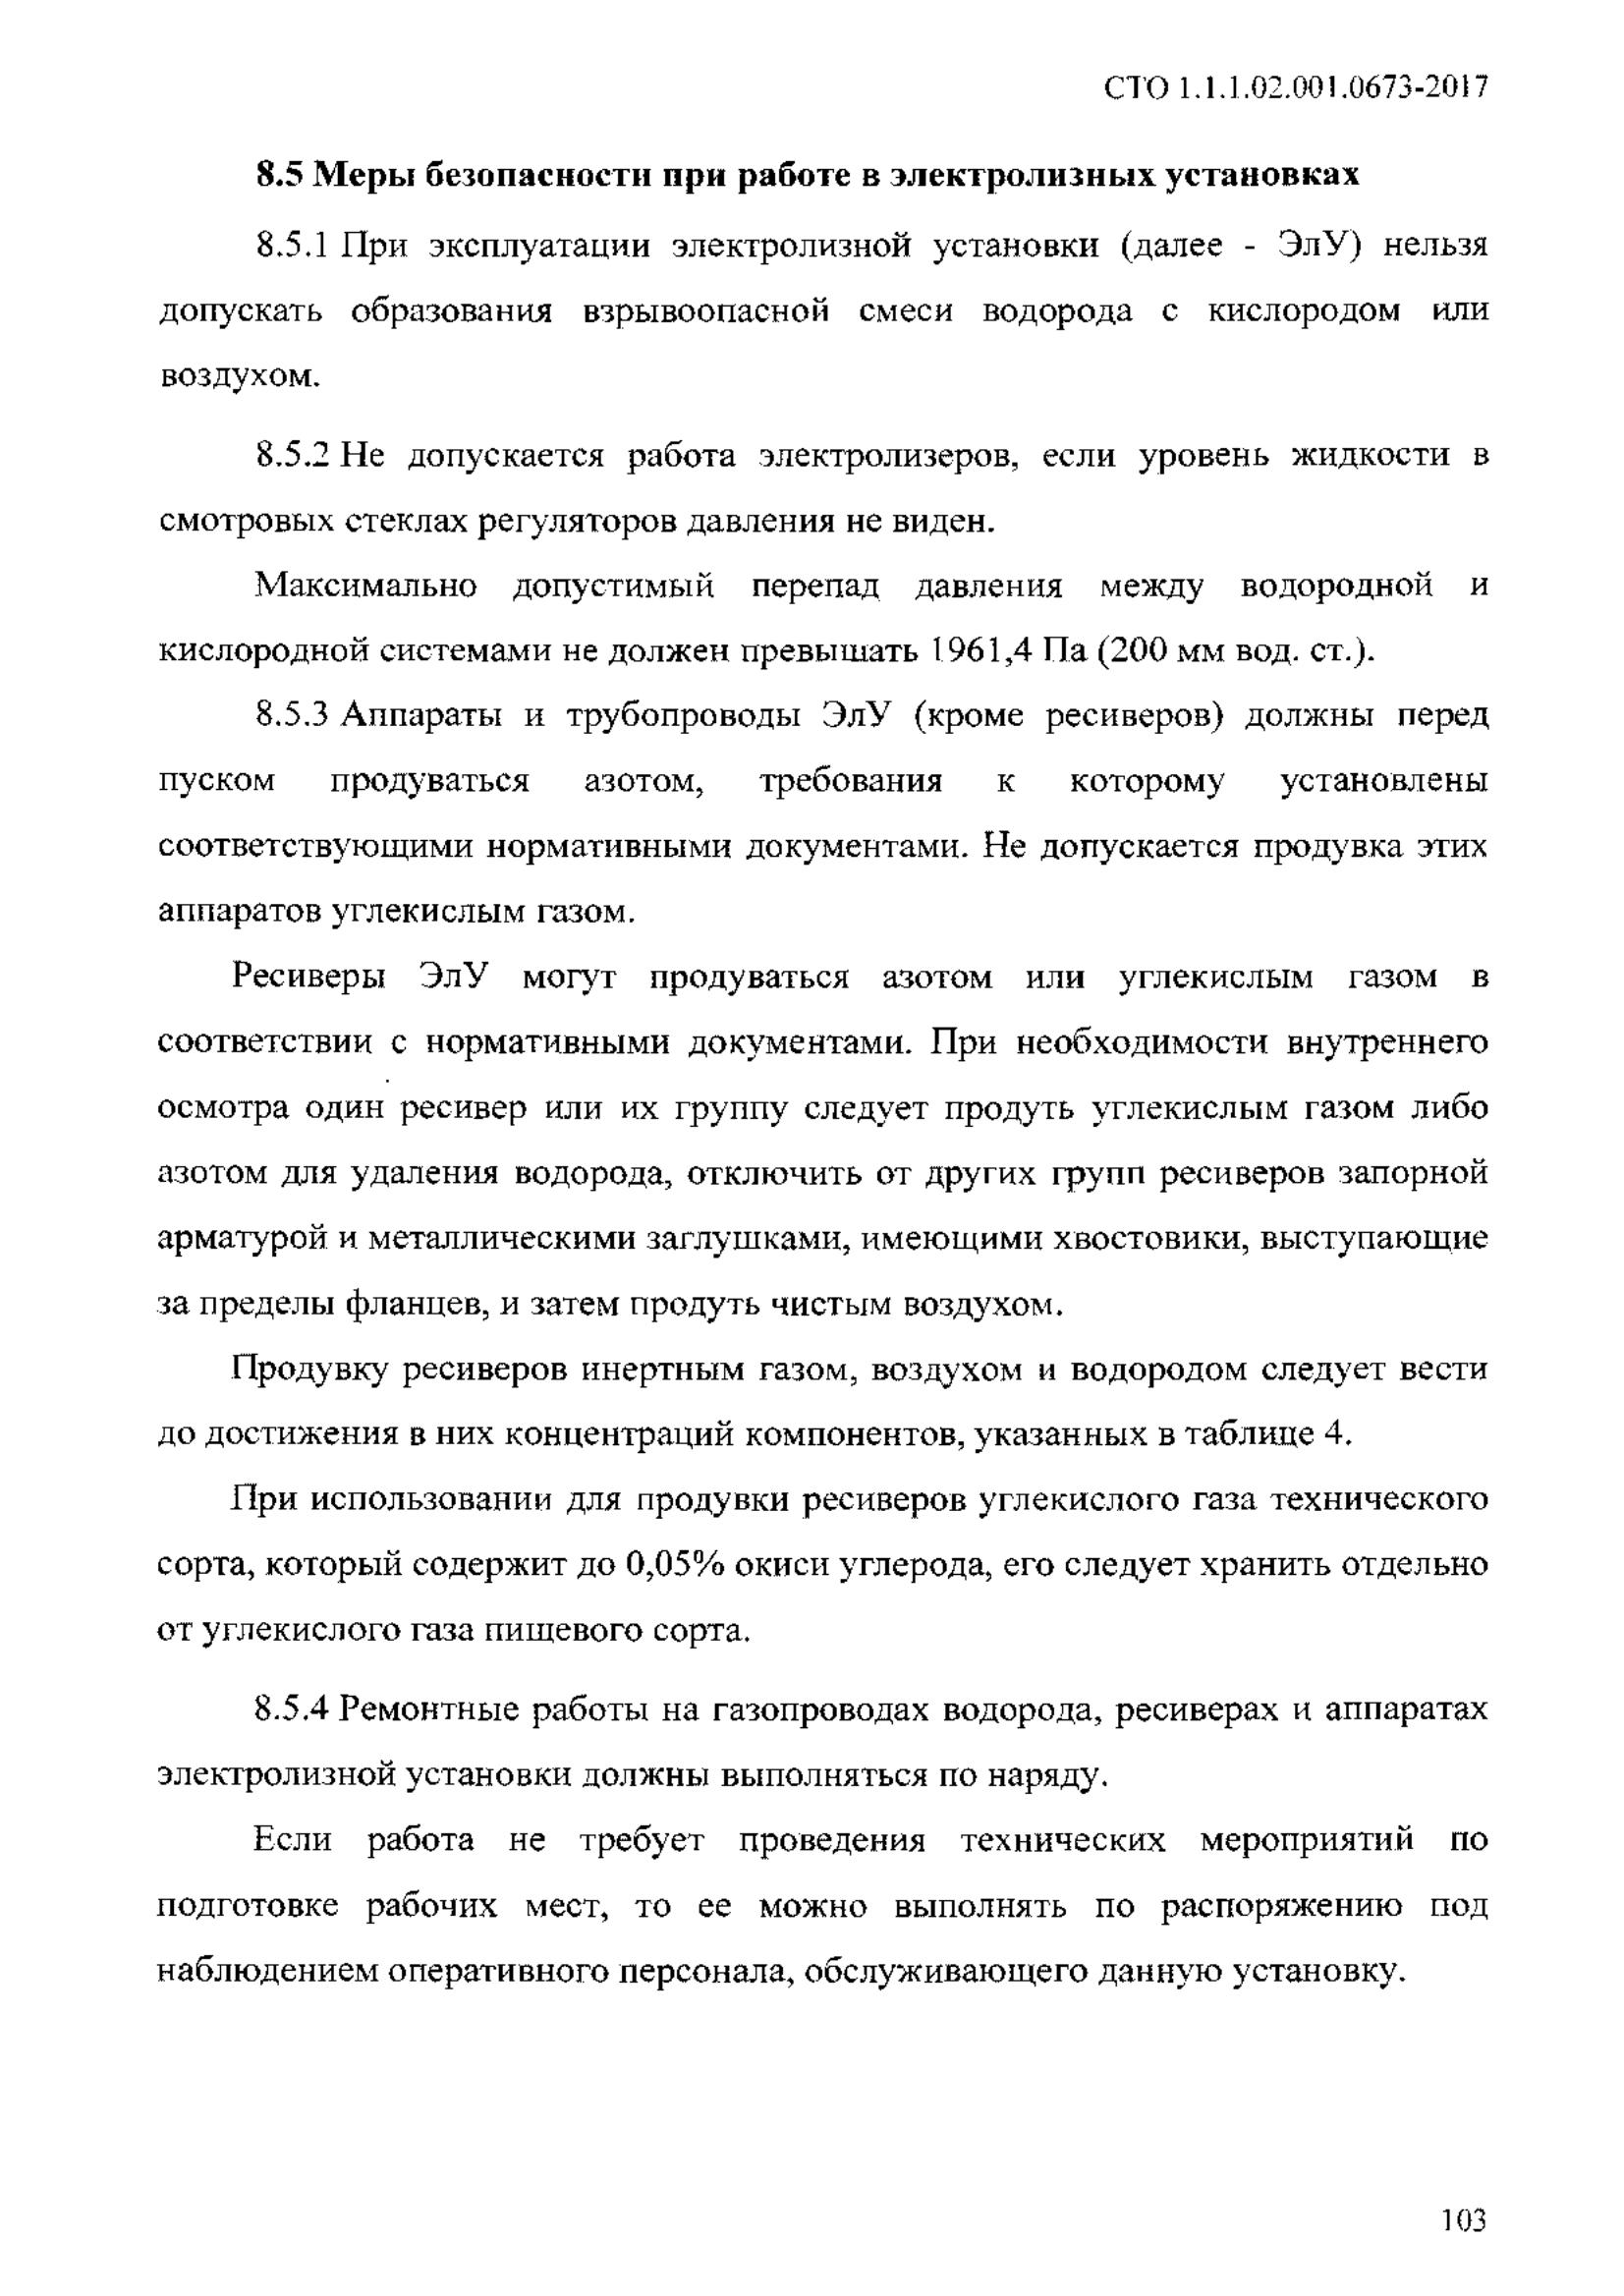 СТО 1.1.1.02.001.0673-2017
8.5 Меры безопасности при работе в электролизных установках
8.5.1 При эксплуатации электролизной установки (далее - ЭлУ) нельзя
допускать образования взрывоопасной смеси водорода с кислородом или
воздухом.
8.5.2 Не допускается работа электролизеров, если уровень жидкости в
смотровых стеклах регуляторов давления не виден.
Максимально допустимый перепад давления между водородной и
кислородной системами не должен превышать 1961,4 Па (200 мм вод. ст.).
8.5.3 Аппараты и трубопроводы ЭлУ (кроме ресиверов) должны перед
пуском продуваться азотом, требования к которому установлены
соответствующими нормативными документами. Не допускается продувка этих
аппаратов углекислым газом.
Ресиверы ЭлУ могут продуваться азотом или углекислым газом в
соответствии с нормативными документами. При необходимости внутреннего
осмотра один ресивер или их группу следует продуть углекислым газом либо
азотом для удаления водорода, отключить от других групп ресиверов запорной
арматурой и металлическими заглушками, имеющими хвостовики, выступающие
за пределы фланцев, и затем продуть чистым воздухом.
Продувку ресиверов инертным газом, воздухом и водородом следует вести
до достижения в них концентраций компонентов, указанных в таблице 4.
При использовании для продувки ресиверов углекислого газа технического
сорта, который содержит до 0,05% окиси углерода, его следует хранить отдельно
от углекислого газа пищевого сорта.
8.5.4 Ремонтные работы на газопроводах водорода, ресиверах и аппаратах
электролизной установки должны выполняться по наряду.
Если работа не требует проведения технических мероприятий по
подготовке рабочих мест, то ее можно выполнять по распоряжению под
наблюдением оперативного персонала, обслуживающего данную установку.
103